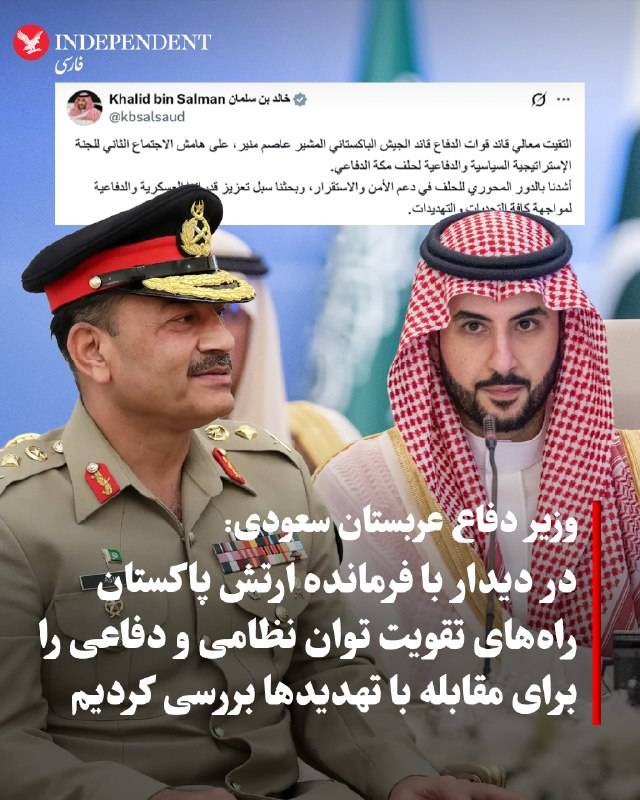 INDEPENDENT
فارسی
Khalid bin Salman خالد بن سلمان
@kbsalsaud
التقيت معالي قائد قوات الدفاع قائد الجيش الباكستاني المشير عاصم منير، على هامش الاجتماع الثاني للجنة
الإستراتيجية السياسية والدفاعية لحلف مكة الدفاعي.
أشدنا بالدور المحوري للحلف في دعم الأمن والاستقرار، وبحثنا سبل تعزيز العسكرية والدفاعية
لمواجهة كافة التحديات والتهديدات.
وزیر دفاع عربستان سعودی:
در دیدار با فرمانده ارتش پاکستان
راه‌های تقویت توان نظامی و دفاعی را
برای مقابله با تهدیدها بررسی کردیم